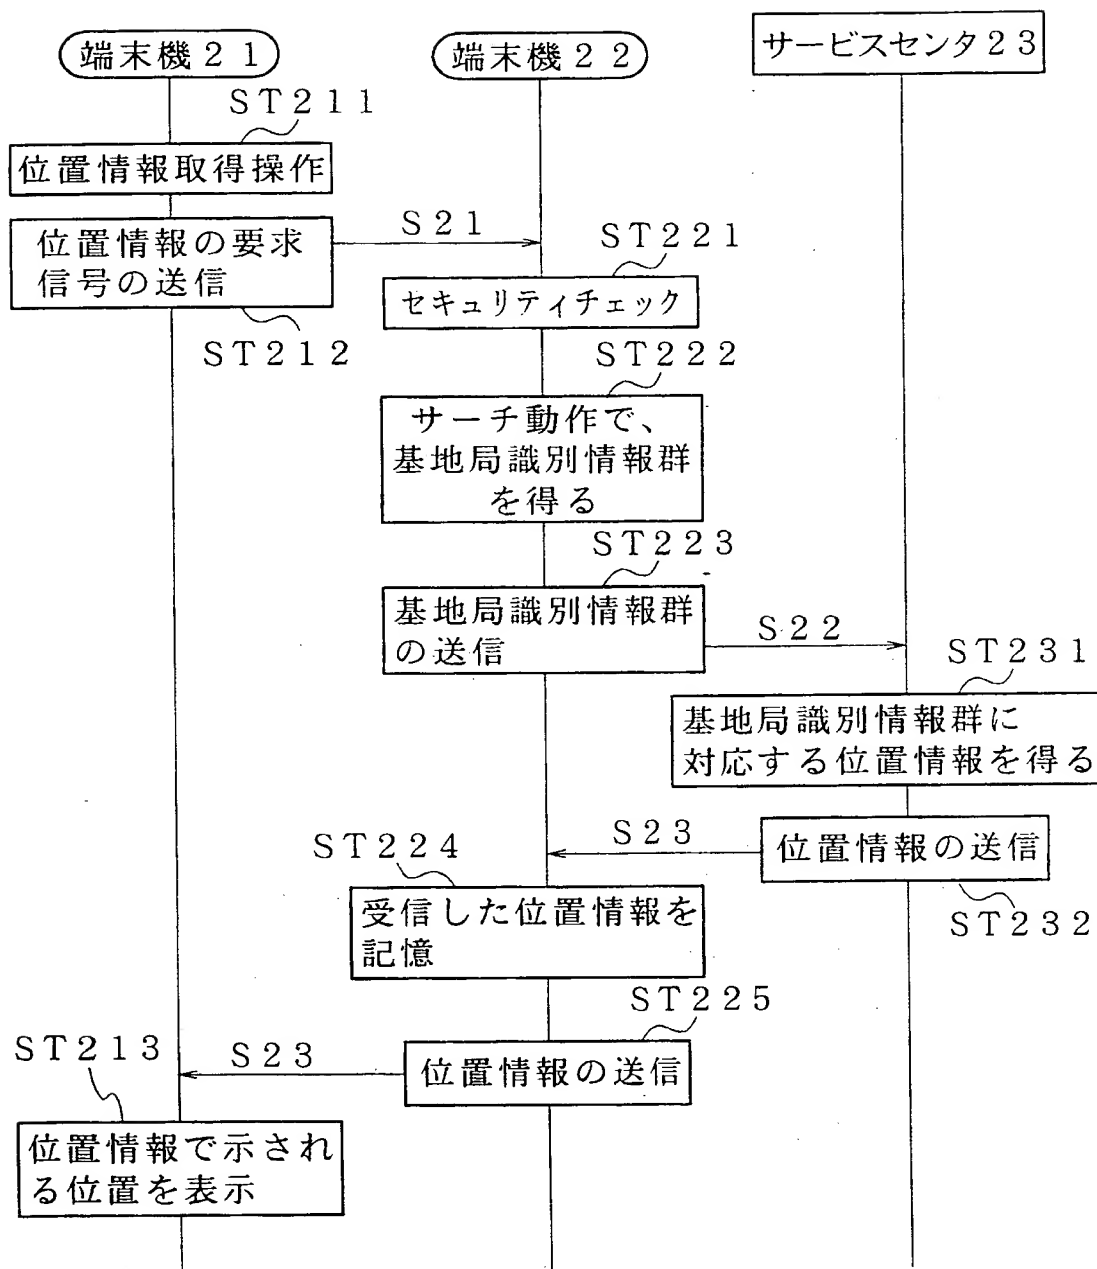 端末機２１
端末機２２
サービスセンタ２３
ＳＴ２１１
位置情報取得操作
位置情報の要求
信号の送信
Ｓ２１
ＳＴ２１２
ＳＴ２２１
セキュリティチェック
ＳＴ２２２
サーチ動作で、
基地局識別情報群
を得る
ＳＴ２２３
基地局識別情報群
の送信
Ｓ２２
ＳＴ２３１
基地局識別情報群に
対応する位置情報を得る
Ｓ２３
位置情報の送信
ＳＴ２３２
ＳＴ２２４
受信した位置情報を
記憶
ＳＴ２２５
位置情報の送信
Ｓ２３
ＳＴ２１３
位置情報で示され
る位置を表示